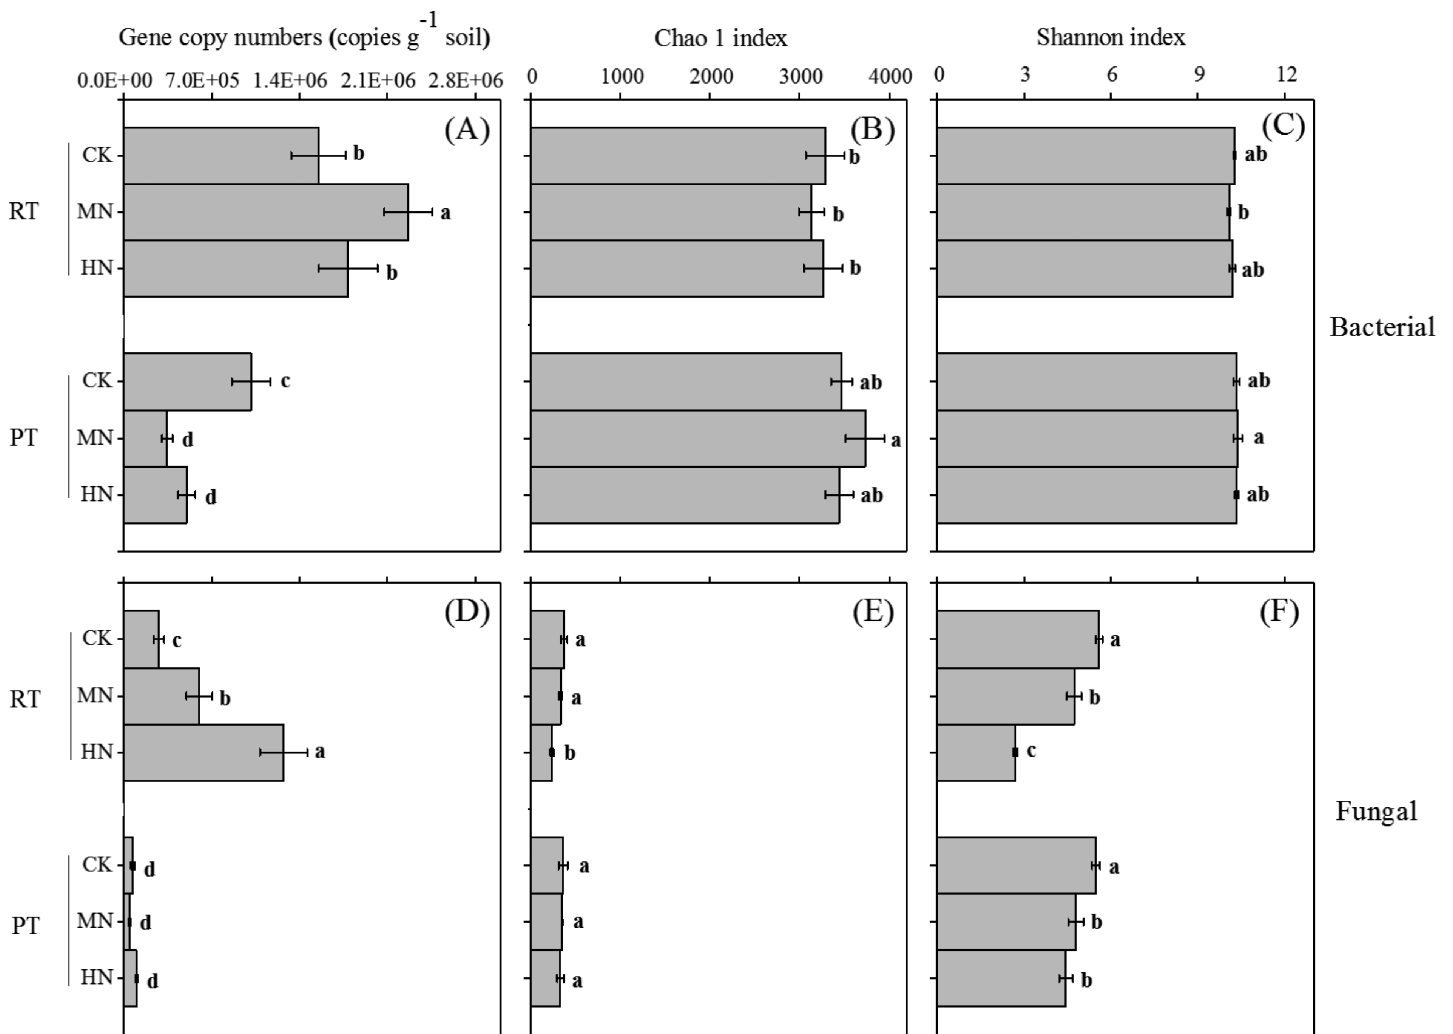 Gene copy numbers (copies g-1 soil)
Chao 1 index
Shannon index
0.0E+00 7.0E+05 1.4E+06 2.1E+06 2.8E+06
0 1000 2000 3000 4000
0 3 6 9 12
(A) (B) (C)
CK b b ab
RT MN a b b
HN b b ab
Bacterial
CK c ab ab
PT MN d a a
HN d ab ab
(D) (E) (F)
CK c a a
RT MN b a b
HN a b c
Fungal
CK d a a
PT MN d a b
HN d a b